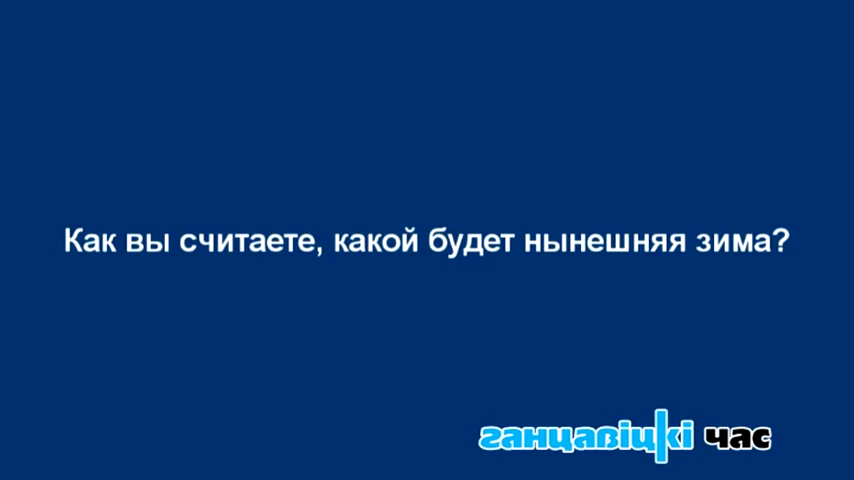 Как вы считаете, какой будет нынешняя зима?
ганцавіцкі час